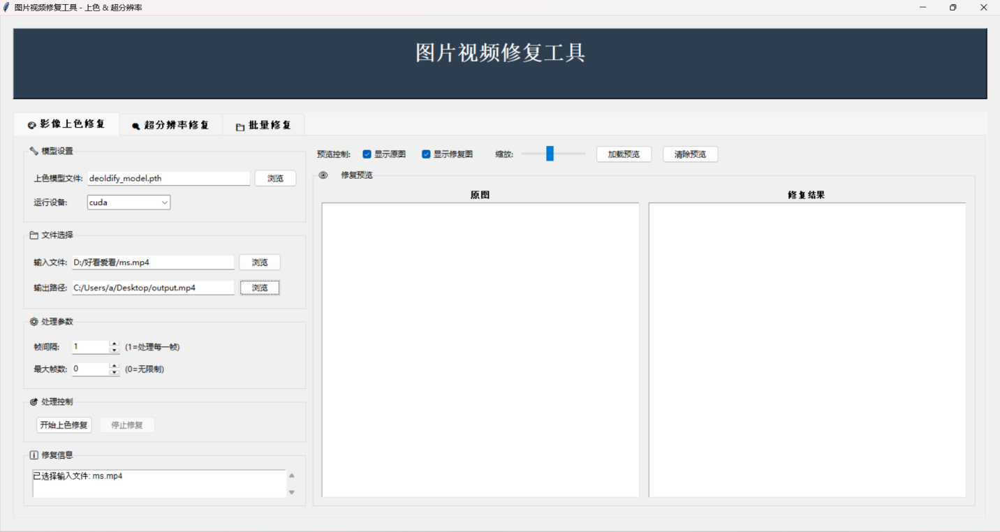 图片视频修复工具 - 上色 & 超分辨率
图片视频修复工具
影像上色修复
超分辨率修复
批量修复
模型设置
上色模型文件: deoldify_model.pth 浏览
运行设备: cuda
文件选择
输入文件: D:/好看爱看/ms.mp4 浏览
输出路径: C:/Users/a/Desktop/output.mp4 浏览
处理参数
帧间隔: 1 (1=处理每一帧)
最大帧数: 0 (0=无限制)
处理控制
开始上色修复 停止修复
修复信息
已选择输入文件: ms.mp4
预览控制: 显示原图 显示修复图 缩放: 加载预览 清除预览
修复预览
原图 修复结果